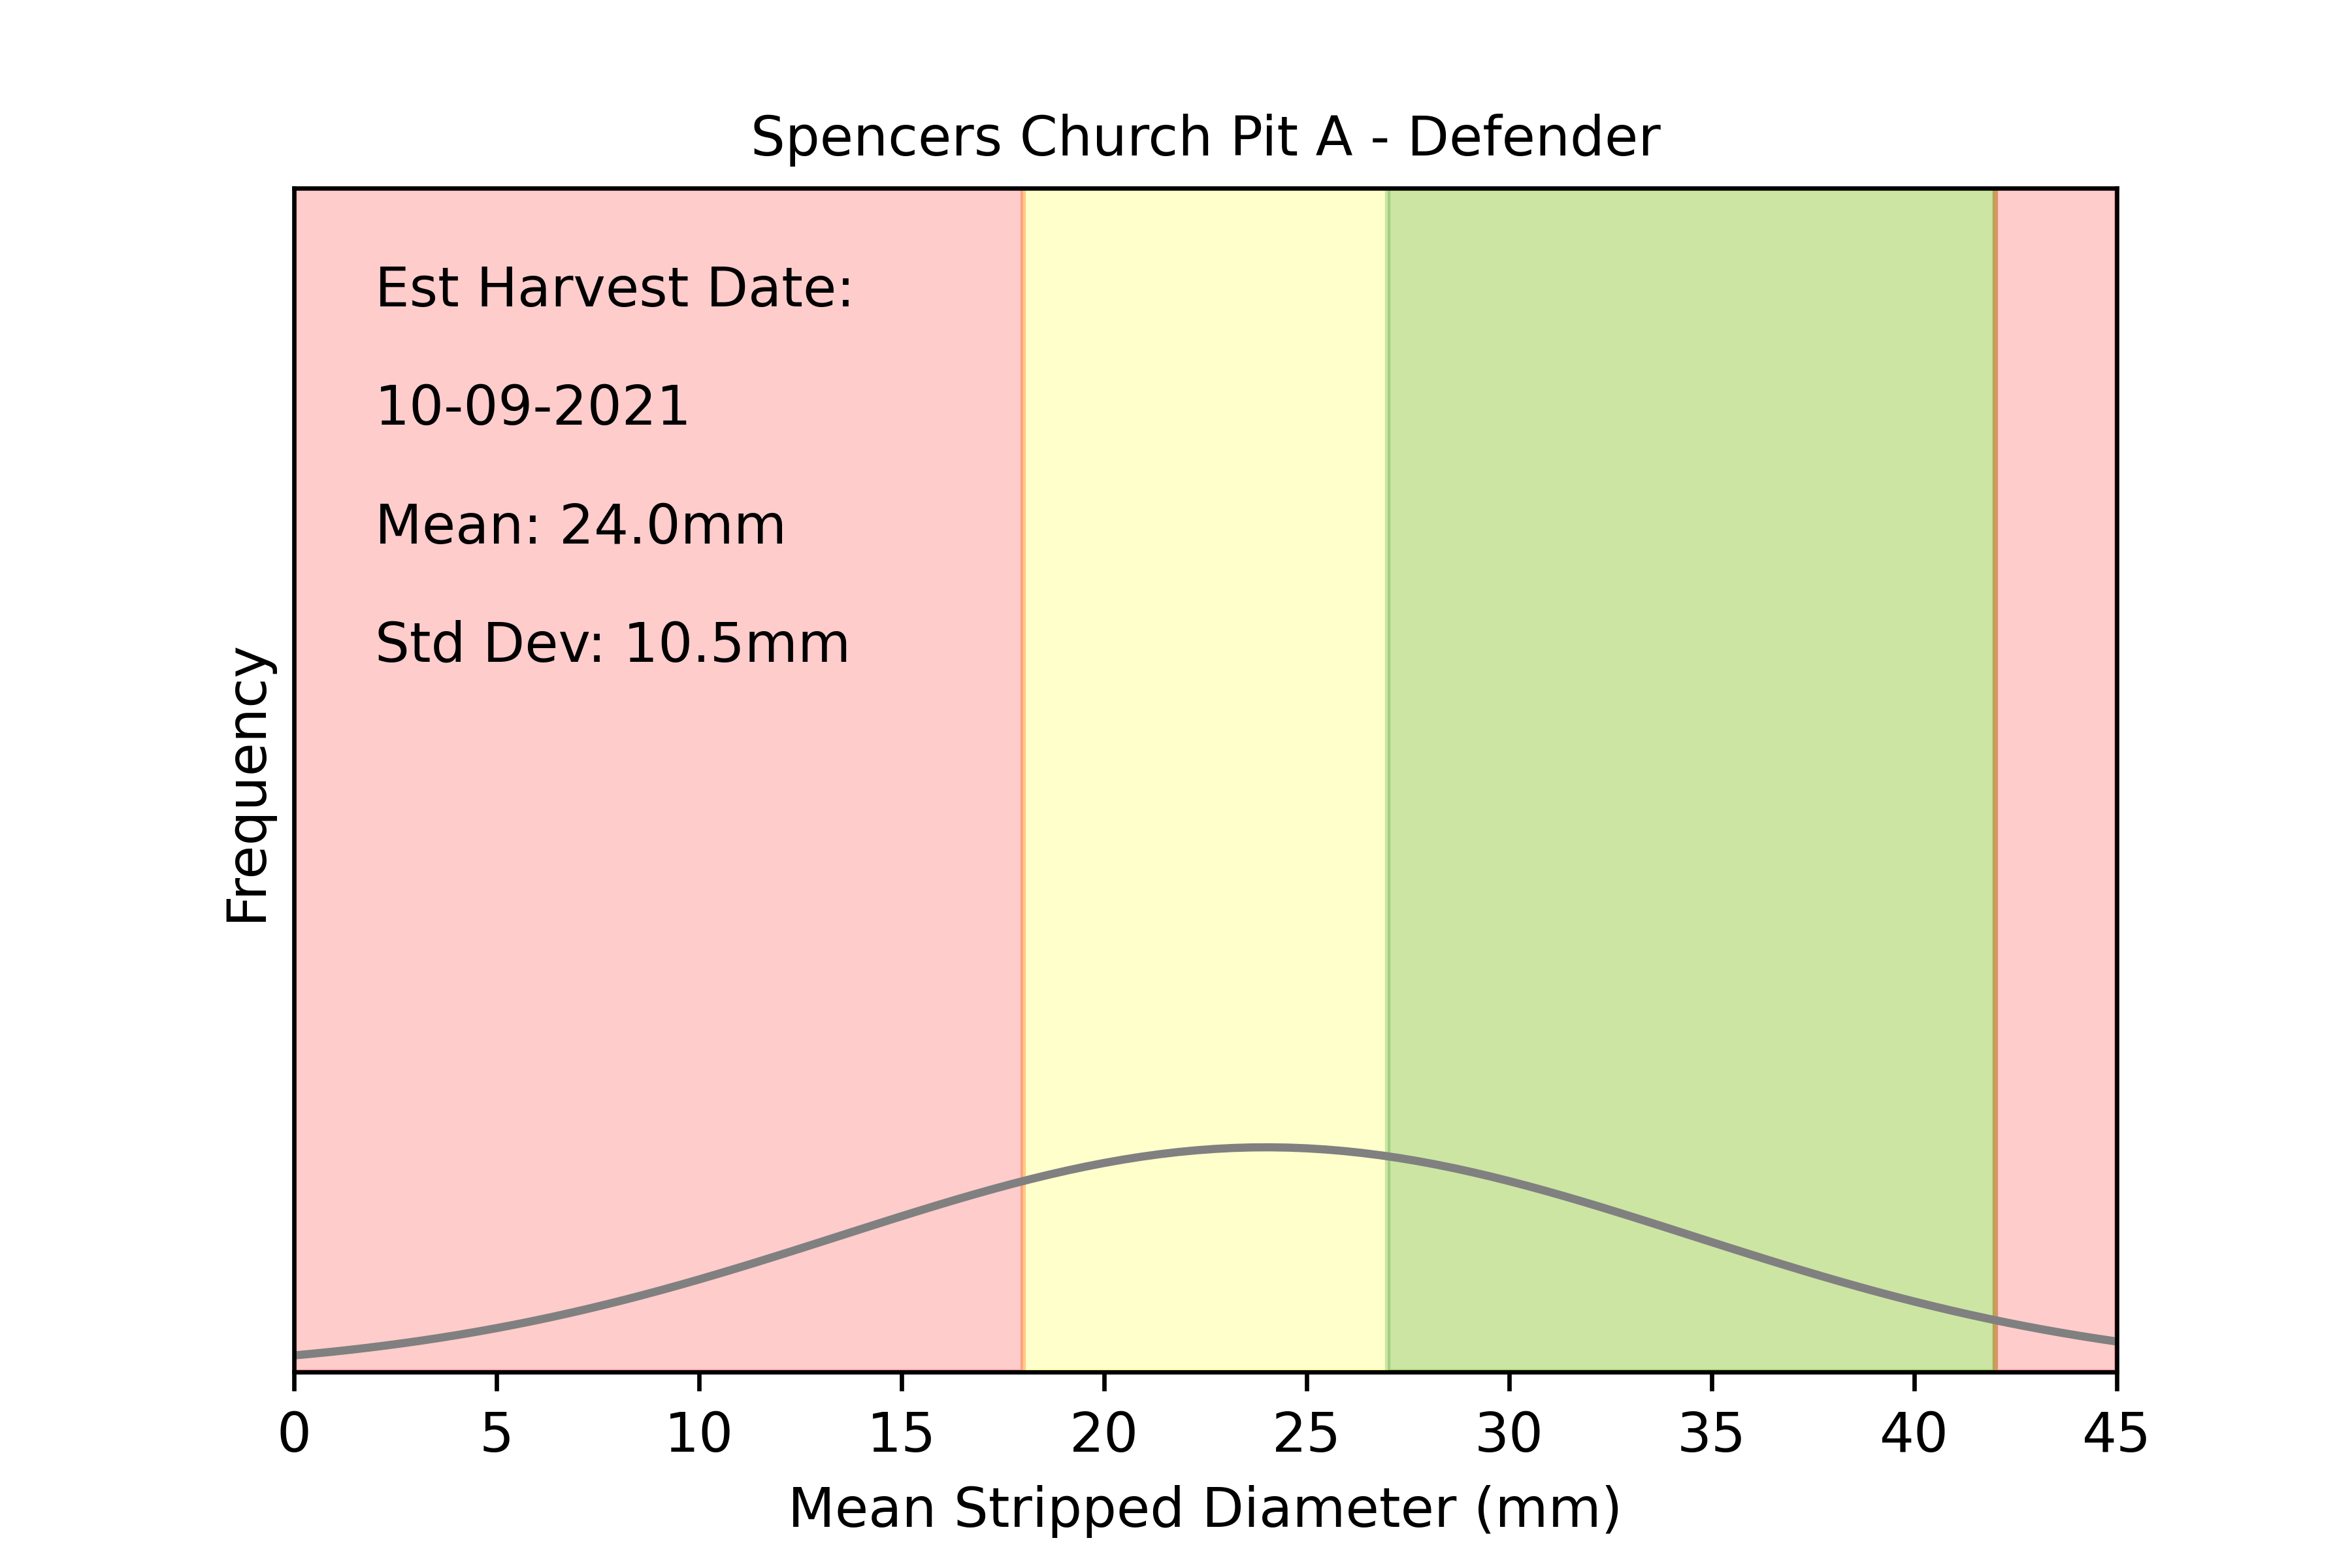 Spencers Church Pit A - Defender
Est Harvest Date:
10-09-2021
Mean: 24.0mm
Std Dev: 10.5mm
Frequency
0 5 10 15 20 25 30 35 40 45
Mean Stripped Diameter (mm)